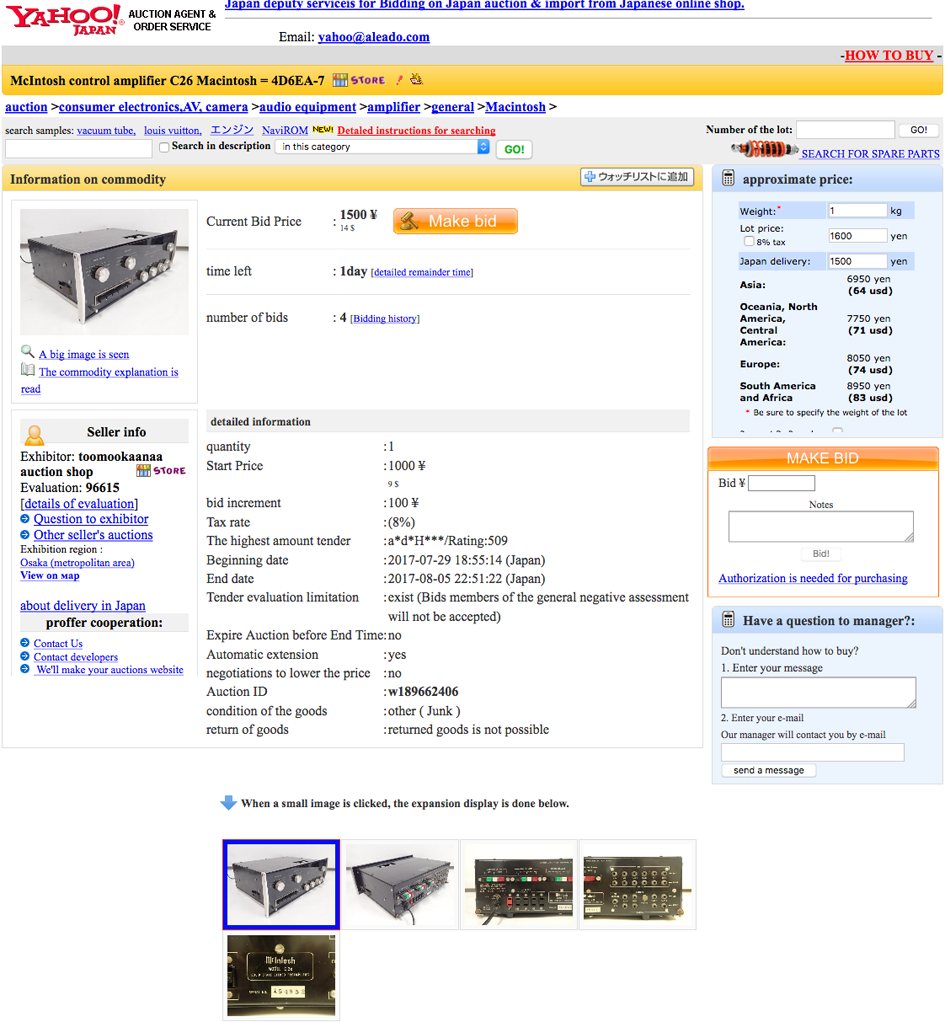 YAHOO! JAPAN
AUCTION AGENT & ORDER SERVICE
Japan deputy serviceis for Bidding on Japan auction & import from Japanese online shop.
Email: yahoo@aleado.com
-HOW TO BUY -
McIntosh control amplifier C26 Macintosh = 4D6EA-7 STORE
auction >consumer electronics,AV, camera >audio equipment >amplifier >general >Macintosh >
search samples: vacuum tube, louis vuitton, エンジン NaviROM NEW! Detaled instructions for searching
Search in description in this category GO!
Number of the lot: GO!
SEARCH FOR SPARE PARTS
Information on commodity
ウォッチリストに追加
Current Bid Price : 1500 ¥
14 $
Make bid
time left : 1day [detailed remainder time]
number of bids : 4 [Bidding history]
A big image is seen
The commodity explanation is
read
Seller info
Exhibitor: toomookaanaa
auction shop STORE
Evaluation: 96615
[details of evaluation]
Question to exhibitor
Other seller's auctions
Exhibition region :
Osaka (metropolitan area)
View on мар
about delivery in Japan
proffer cooperation:
Contact Us
Contact developers
We'll make your auctions website
detailed information
quantity :1
Start Price :1000 ¥
9 $
bid increment :100 ¥
Tax rate :(8%)
The highest amount tender :a*d*H***/Rating:509
Beginning date :2017-07-29 18:55:14 (Japan)
End date :2017-08-05 22:51:22 (Japan)
Tender evaluation limitation :exist (Bids members of the general negative assessment
will not be accepted)
Expire Auction before End Time:no
Automatic extension :yes
negotiations to lower the price :no
Auction ID :w189662406
condition of the goods :other ( Junk )
return of goods :returned goods is not possible
approximate price:
Weight:* 1 kg
Lot price: 1600 yen
8% tax
Japan delivery: 1500 yen
Asia: 6950 yen
(64 usd)
Oceania, North
America,
Central
America: 7750 yen
(71 usd)
Europe: 8050 yen
(74 usd)
South America
and Africa 8950 yen
(83 usd)
* Be sure to specify the weight of the lot
MAKE BID
Bid ¥
Notes
Bid!
Authorization is needed for purchasing
Have a question to manager?:
Don't understand how to buy?
1. Enter your message
2. Enter your e-mail
Our manager will contact you by e-mail
send a message
When a small image is clicked, the expansion display is done below.
McIntosh